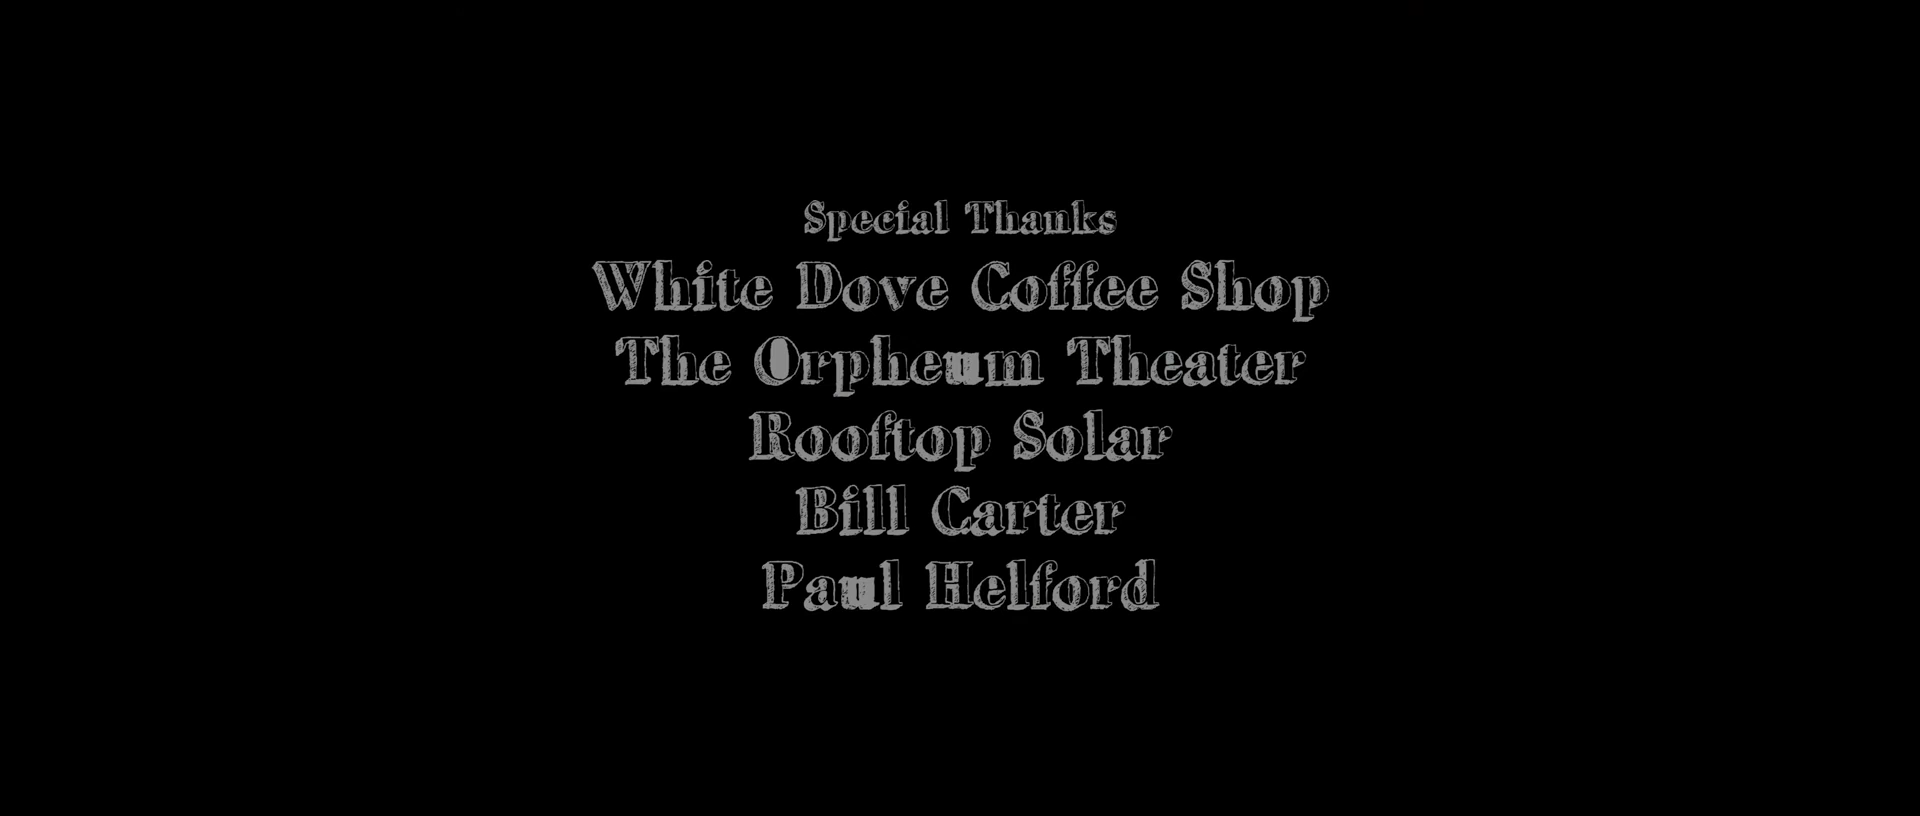 Special Thanks
White Dove Coffee Shop
The Orpheum Theater
Rooftop Solar
Bill Carter
Paul Helford